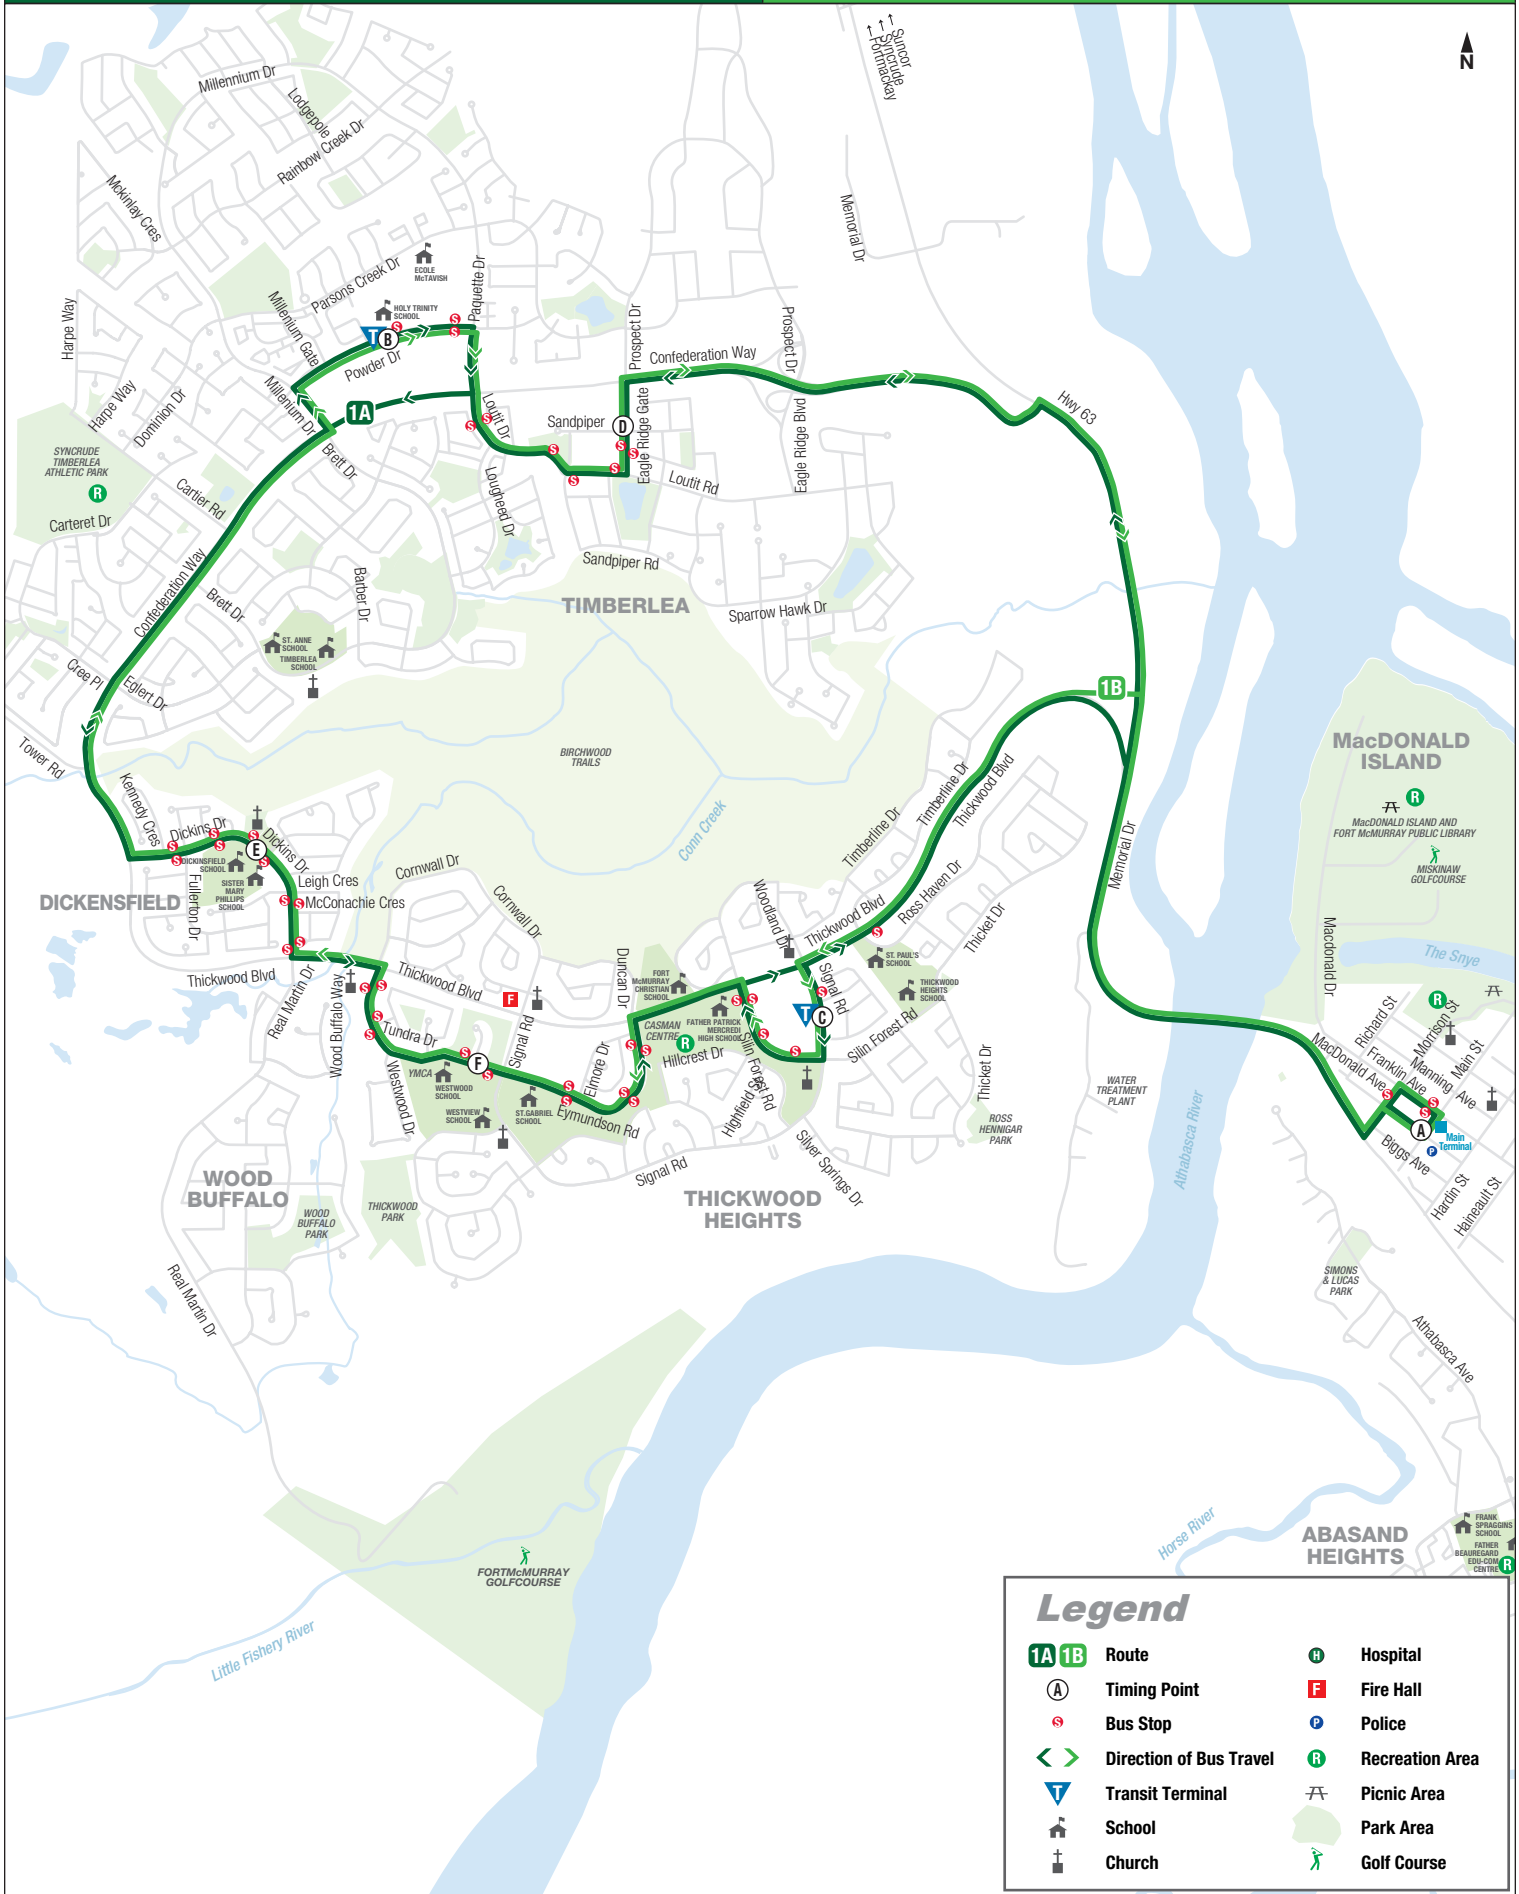 Suncor
Syncrude
Fortmackay
N
Millennium Dr
Lodgepole
Rainbow Creek Dr
Mckinlay Cres
Memorial Dr
Parsons Creek Dr
ECOLE
McTAVISH
Paquette Dr
HOLY TRINITY
SCHOOL
Millenium Gate
Harpe Way
T
B
Powder Dr
Prospect Dr
Prospect Dr
Confederation Way
Hwy 63
Harpe Way
Dominion Dr
Millenium Dr
1A
Loutit Dr
Sandpiper
D
Eagle Ridge Gate
Eagle Ridge Blvd
SYNCRUDE
TIMBERLEA
ATHLETIC PARK
R
Brett Dr
Cartier Rd
Lougheed Dr
Loutit Rd
Carteret Dr
Confederation Way
Sandpiper Rd
Brett Dr
Barber Dr
TIMBERLEA
Sparrow Hawk Dr
ST. ANNE
SCHOOL
TIMBERLEA
SCHOOL
Cree Pl
Eglert Dr
1B
Tower Rd
BIRCHWOOD
TRAILS
MacDONALD
ISLAND
R
MacDONALD ISLAND AND
FORT McMURRAY PUBLIC LIBRARY
MISKINAW
GOLFCOURSE
Kennedy Cres
Dickins Dr
Dickins Dr
E
DICKINSFIELD
SCHOOL
SISTER
MARY
PHILLIPS
SCHOOL
Leigh Cres
McConachie Cres
DICKENSFIELD
Fullerton Dr
Conn Creek
Timberline Dr
Timberline Dr
Thickwood Blvd
Memorial Dr
Cornwall Dr
Cornwall Dr
Woodland Dr
Thickwood Blvd
Ross Haven Dr
Thicket Dr
Macdonald Dr
The Snye
Thickwood Blvd
Real Martin Dr
Wood Buffalo Way
Thickwood Blvd
F
Duncan Dr
FORT
McMURRAY
CHRISTIAN
SCHOOL
ST. PAUL'S
SCHOOL
THICKWOOD
HEIGHTS
SCHOOL
Signal Rd
T
C
Silin Forest Rd
FATHER PATRICK
MERCREDI
HIGH SCHOOL
CASMAN
CENTRE
R
Hillcrest Dr
Silin Forest Rd
Highfield St
Tundra Dr
Signal Rd
F
Elmore Dr
YMCA
WESTWOOD
SCHOOL
Westwood Dr
WESTVIEW
SCHOOL
ST.GABRIEL
SCHOOL
Eymundson Rd
Signal Rd
Silver Springs Dr
Thicket Dr
ROSS
HENNIGAR
PARK
WATER
TREATMENT
PLANT
Athabasca River
R
Richard St
Morrison St
Main St
MacDonald Ave
Franklin Ave
Manning
Ave
A
Main
Terminal
P
Biggs Ave
Hardin St
Haineault St
WOOD
BUFFALO
WOOD
BUFFALO
PARK
THICKWOOD
PARK
THICKWOOD
HEIGHTS
Real Martin Dr
SIMONS
& LUCAS
PARK
Athabasca Ave
Horse River
ABASAND
HEIGHTS
FRANK
SPRAGGINS
SCHOOL
FATHER
BEAUREGARD
EDU-COM
CENTRE
R
FORTMcMURRAY
GOLFCOURSE
Little Fishery River
Legend
1A 1B Route
A Timing Point
S Bus Stop
Direction of Bus Travel
T Transit Terminal
School
Church
H Hospital
F Fire Hall
P Police
R Recreation Area
Picnic Area
Park Area
Golf Course